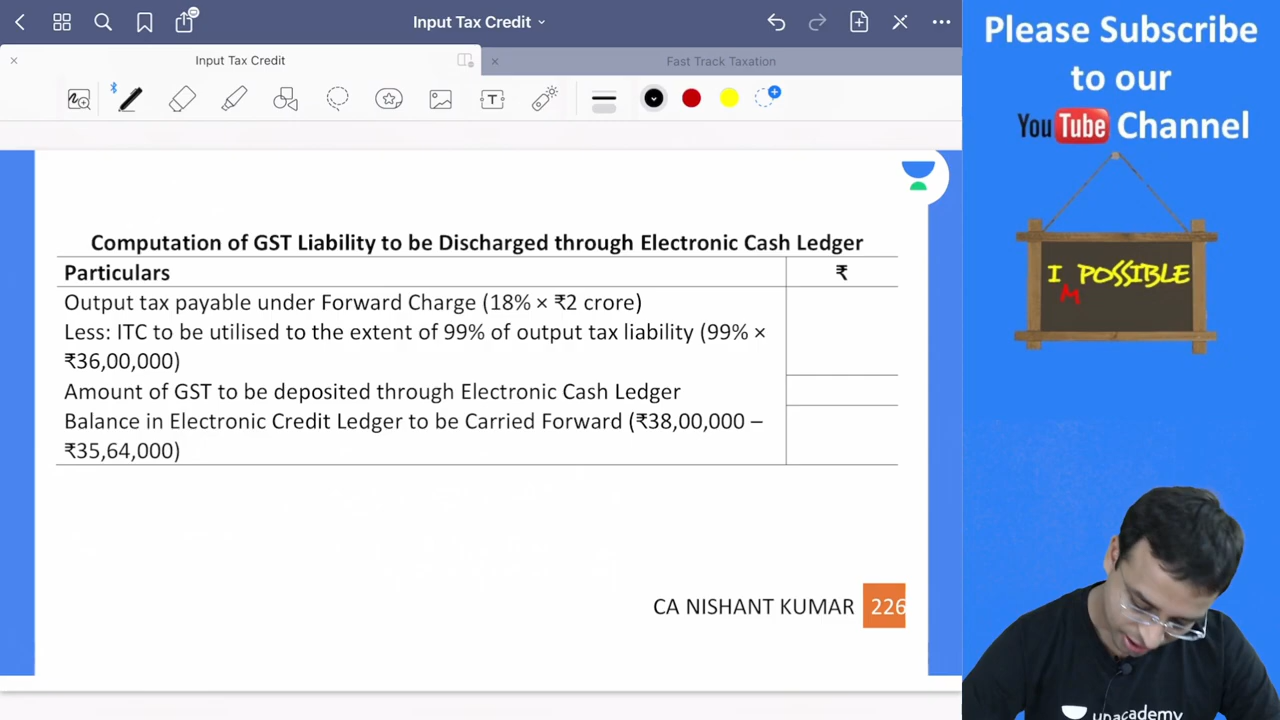 Input Tax Credit
Input Tax Credit
Fast Track Taxation
Computation of GST Liability to be Discharged through Electronic Cash Ledger
Particulars ₹
Output tax payable under Forward Charge (18% × ₹2 crore)
Less: ITC to be utilised to the extent of 99% of output tax liability (99% ×
₹36,00,000)
Amount of GST to be deposited through Electronic Cash Ledger
Balance in Electronic Credit Ledger to be Carried Forward (₹38,00,000 –
₹35,64,000)
CA NISHANT KUMAR 226
Please Subscribe
to our
YouTube Channel
I POSSIBLE
M
unacademy